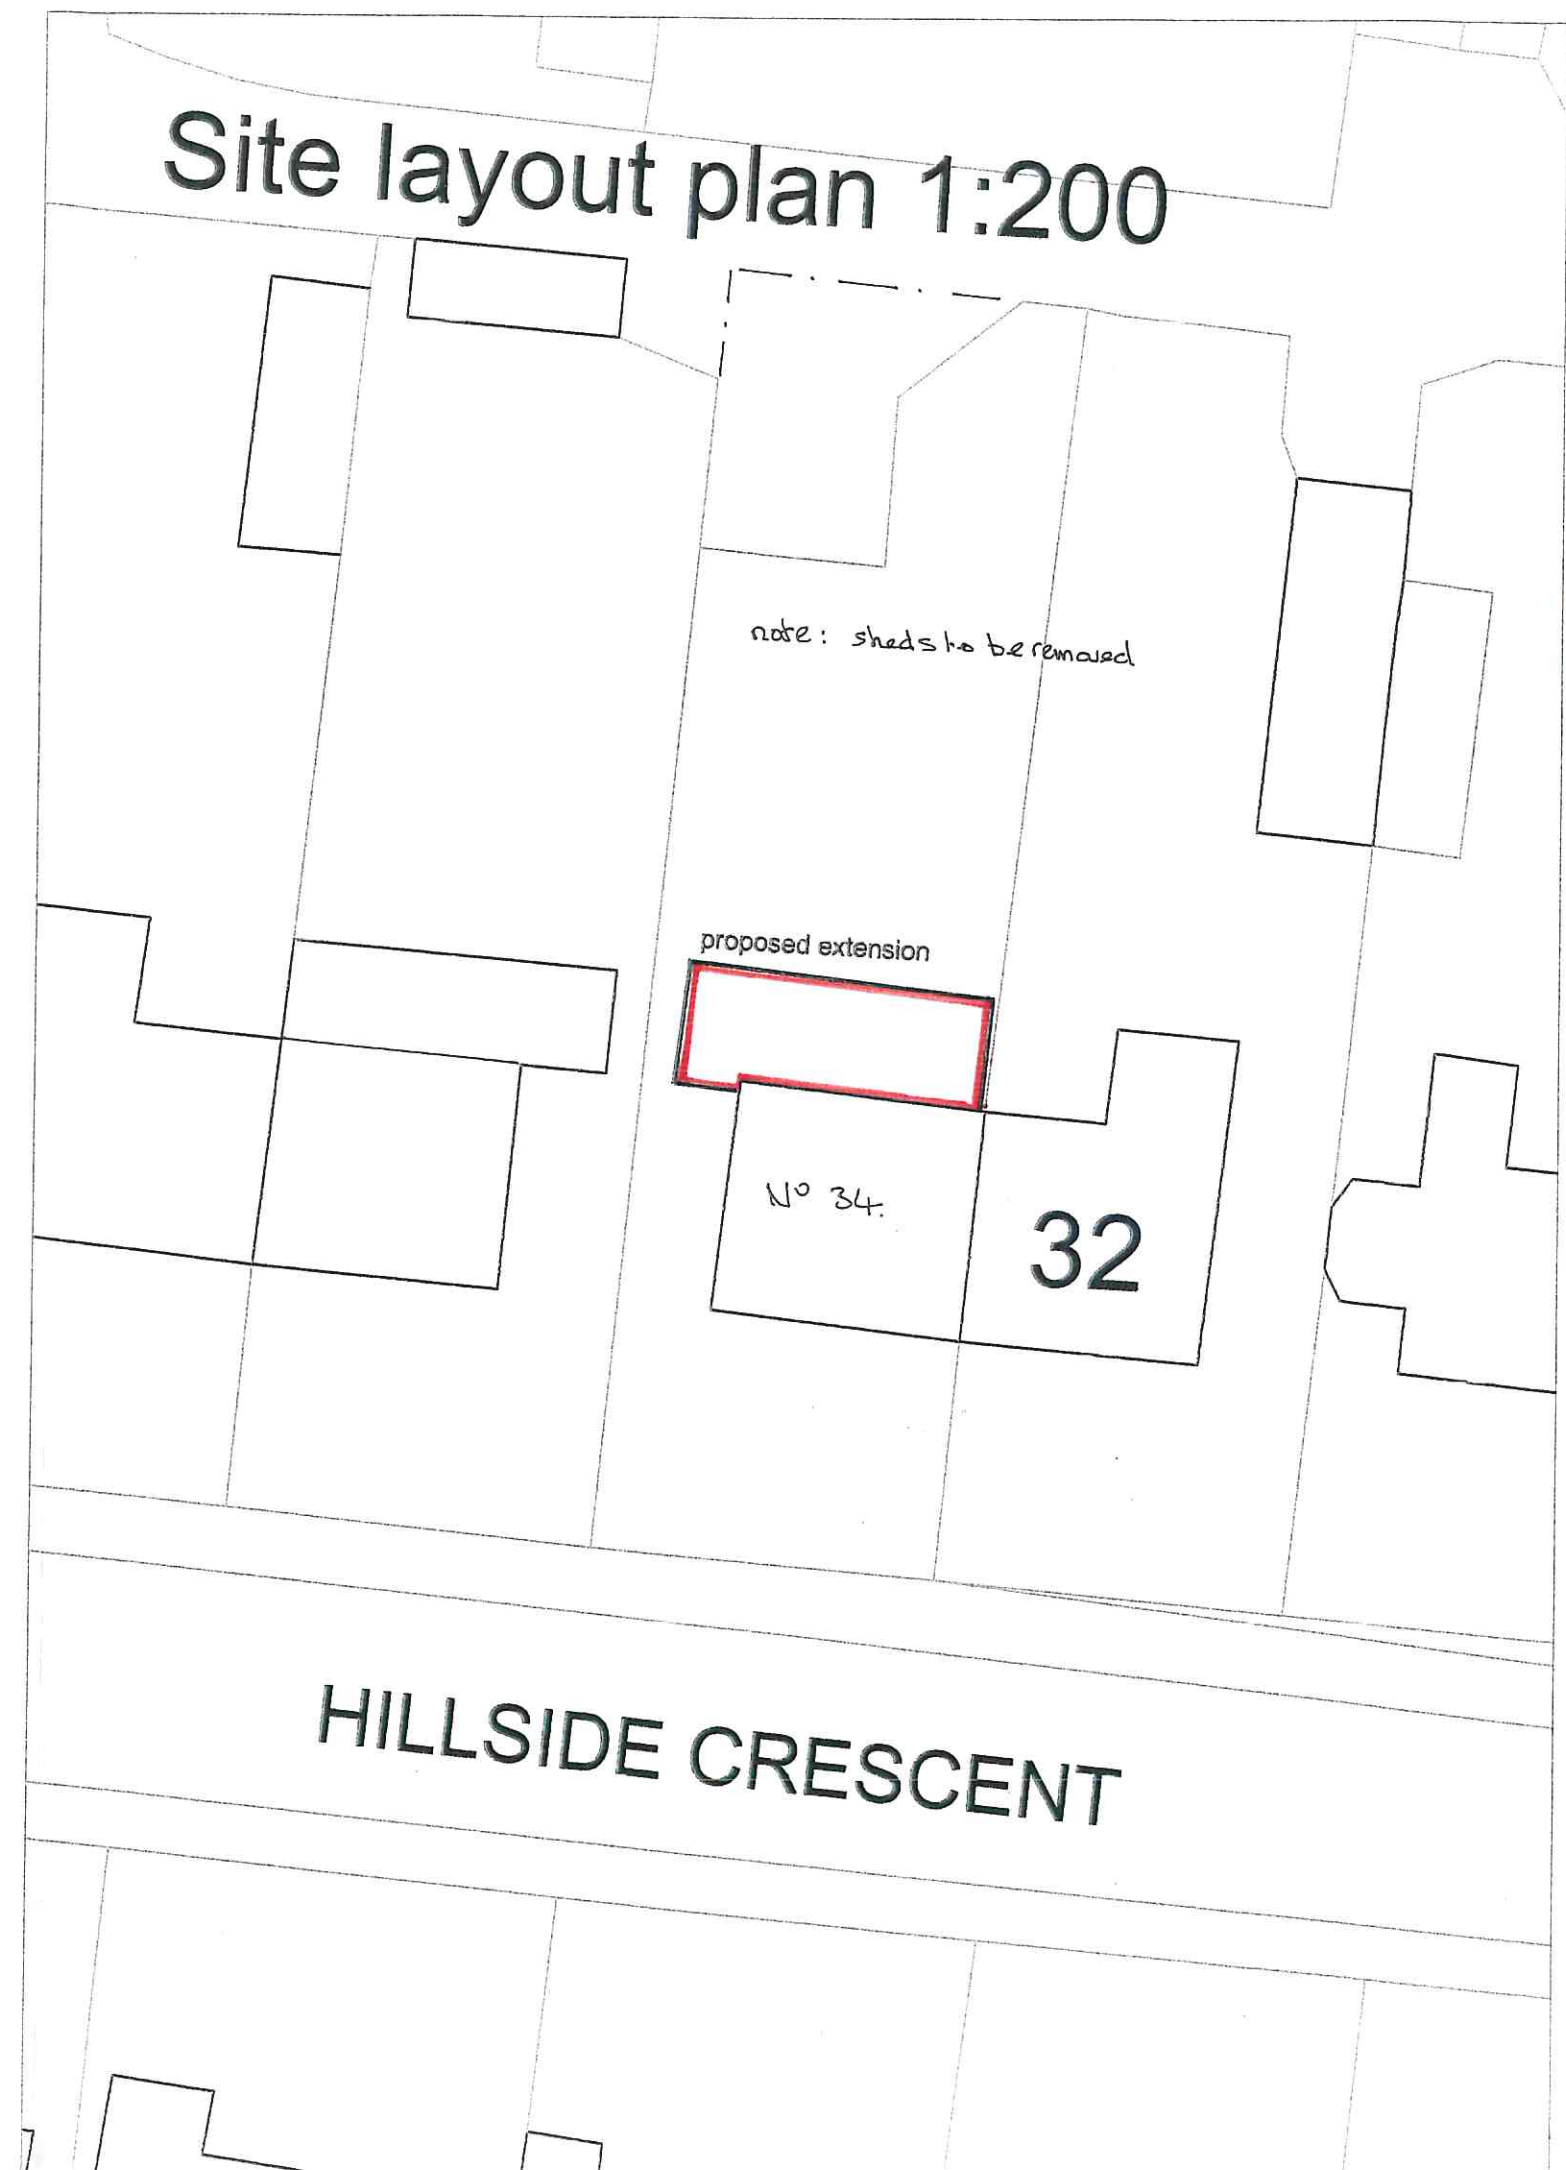 Site layout plan 1:200
note: sheds to be removed
proposed extension
Nº 34.
32
HILLSIDE CRESCENT